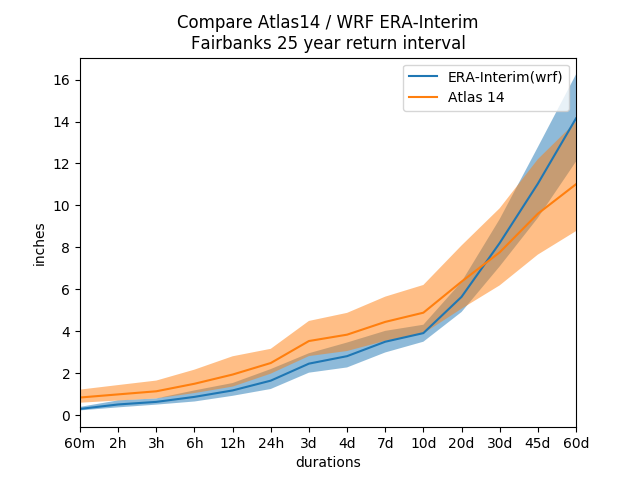 Compare Atlas14 / WRF ERA-Interim
Fairbanks 25 year return interval
ERA-Interim(wrf)
Atlas 14
inches
16
14
12
10
8
6
4
2
0
60m 2h 3h 6h 12h 24h 3d 4d 7d 10d 20d 30d 45d 60d
durations